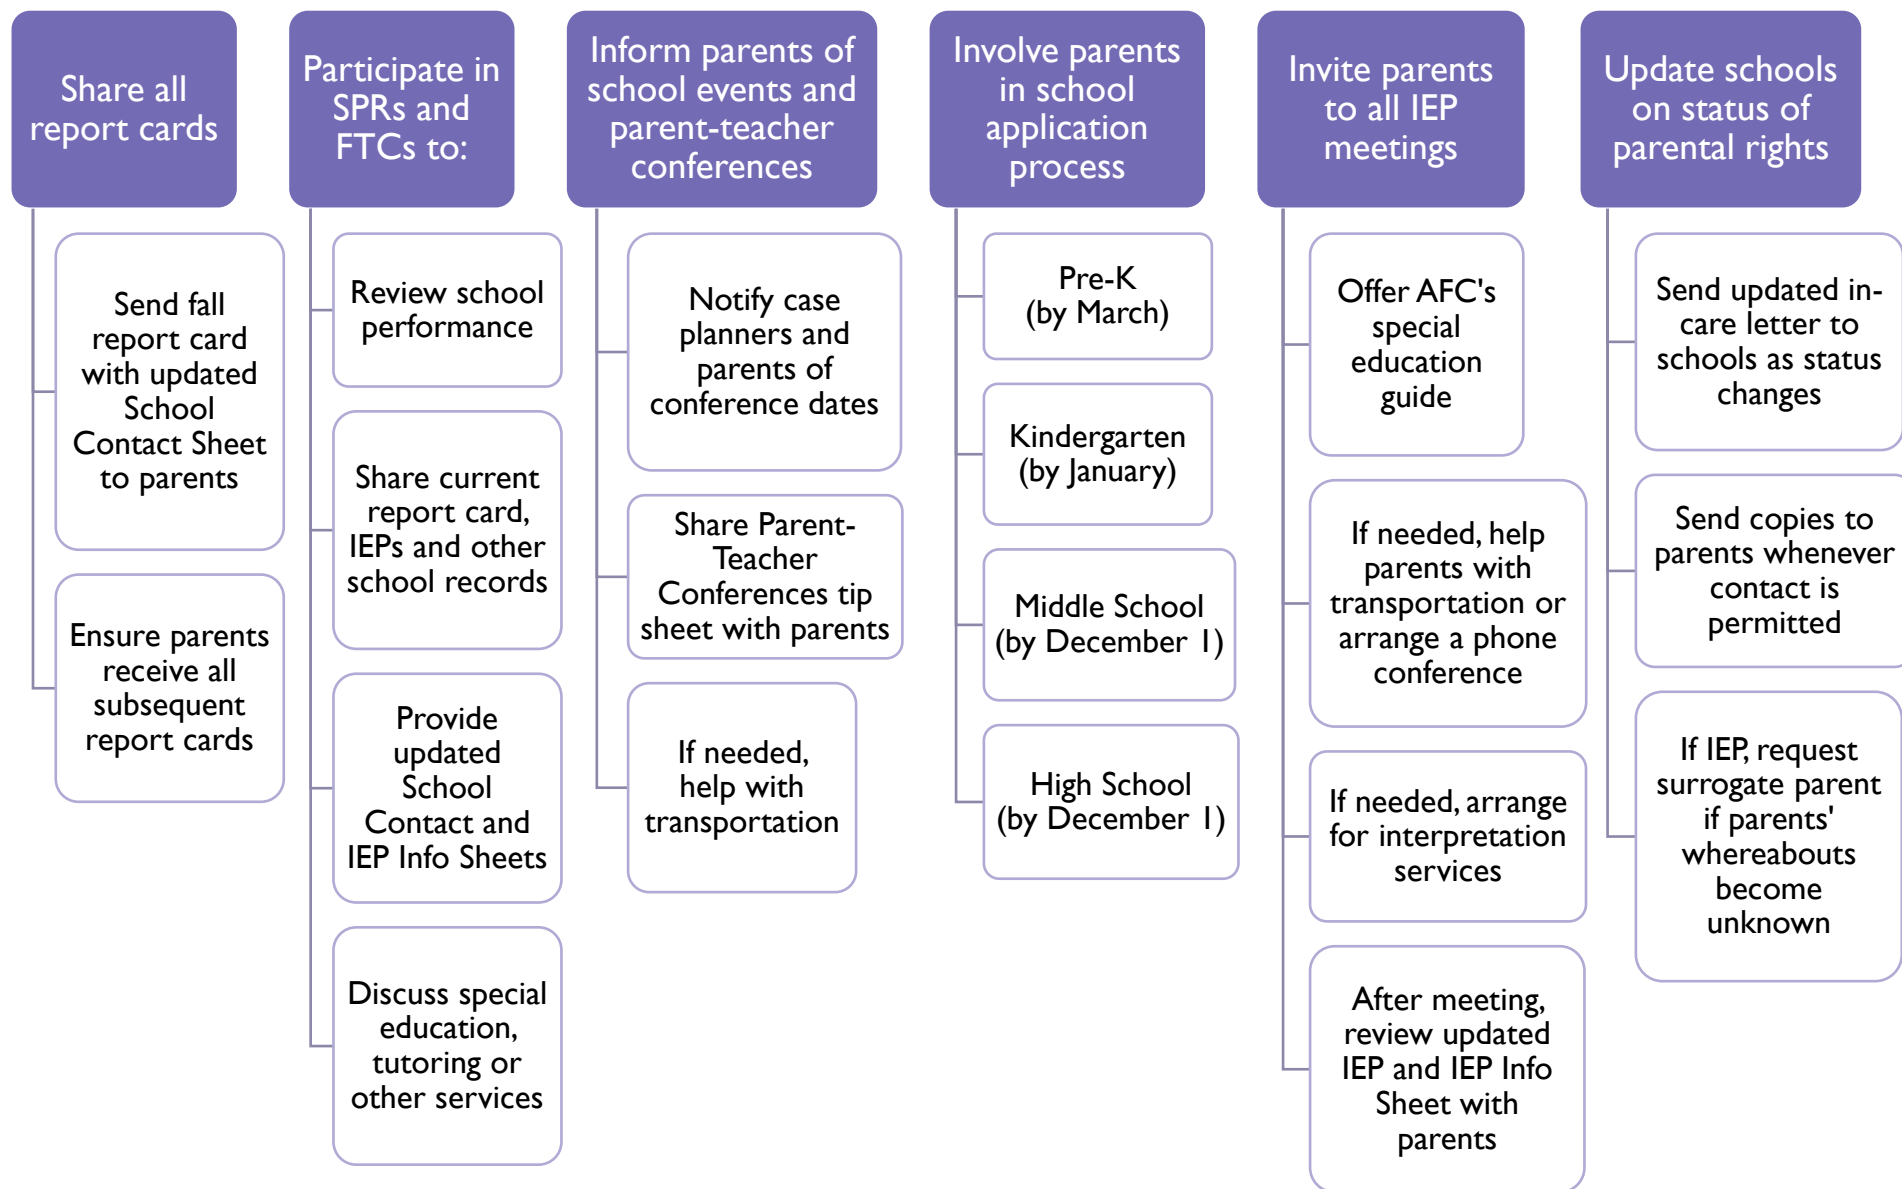 Share all
report cards
Send fall
report card
with updated
School
Contact Sheet
to parents
Ensure parents
receive all
subsequent
report cards
Participate in
SPRs and
FTCs to:
Review school
performance
Share current
report card,
IEPs and other
school records
Provide
updated
School
Contact and
IEP Info Sheets
Discuss special
education,
tutoring or
other services
Inform parents of
school events and
parent-teacher
conferences
Notify case
planners and
parents of
conference dates
Share Parent-
Teacher
Conferences tip
sheet with parents
If needed,
help with
transportation
Involve parents
in school
application
process
Pre-K
(by March)
Kindergarten
(by January)
Middle School
(by December 1)
High School
(by December 1)
Invite parents
to all IEP
meetings
Offer AFC's
special
education
guide
If needed, help
parents with
transportation or
arrange a phone
conference
If needed, arrange
for interpretation
services
After meeting,
review updated
IEP and IEP Info
Sheet with
parents
Update schools
on status of
parental rights
Send updated in-
care letter to
schools as status
changes
Send copies to
parents whenever
contact is
permitted
If IEP, request
surrogate parent
if parents'
whereabouts
become
unknown